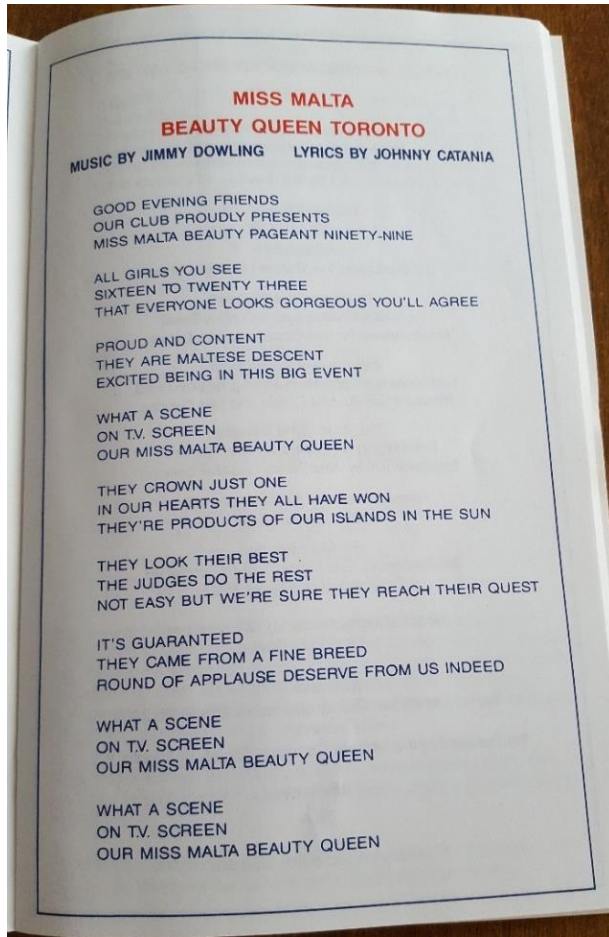 MISS MALTA
BEAUTY QUEEN TORONTO
MUSIC BY JIMMY DOWLING LYRICS BY JOHNNY CATANIA
GOOD EVENING FRIENDS
OUR CLUB PROUDLY PRESENTS
MISS MALTA BEAUTY PAGEANT NINETY-NINE
ALL GIRLS YOU SEE
SIXTEEN TO TWENTY THREE
THAT EVERYONE LOOKS GORGEOUS YOU'LL AGREE
PROUD AND CONTENT
THEY ARE MALTESE DESCENT
EXCITED BEING IN THIS BIG EVENT
WHAT A SCENE
ON T.V. SCREEN
OUR MISS MALTA BEAUTY QUEEN
THEY CROWN JUST ONE
IN OUR HEARTS THEY ALL HAVE WON
THEY'RE PRODUCTS OF OUR ISLANDS IN THE SUN
THEY LOOK THEIR BEST
THE JUDGES DO THE REST
NOT EASY BUT WE'RE SURE THEY REACH THEIR QUEST
IT'S GUARANTEED
THEY CAME FROM A FINE BREED
ROUND OF APPLAUSE DESERVE FROM US INDEED
WHAT A SCENE
ON T.V. SCREEN
OUR MISS MALTA BEAUTY QUEEN
WHAT A SCENE
ON T.V. SCREEN
OUR MISS MALTA BEAUTY QUEEN